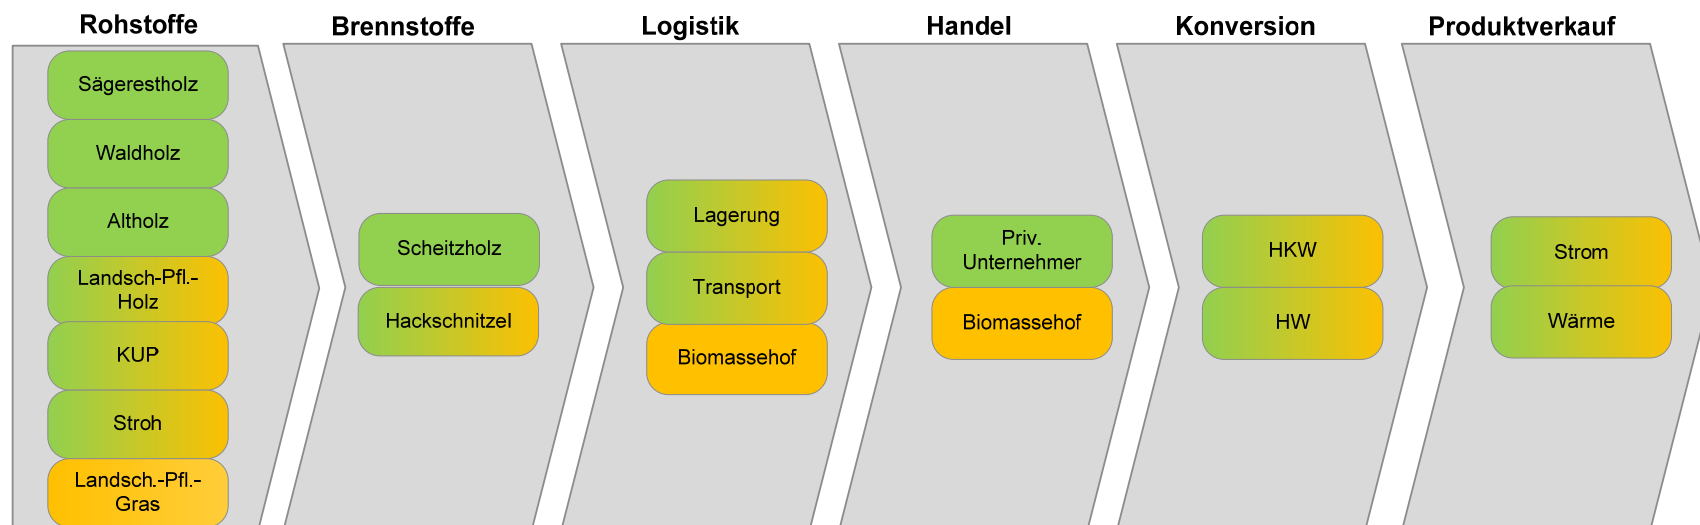 Rohstoffe
Sägerestholz
Waldholz
Altholz
Landsch-Pfl.-
Holz
KUP
Stroh
Landsch.-Pfl.-
Gras
Brennstoffe
Scheitzholz
Hackschnitzel
Logistik
Lagerung
Transport
Biomassehof
Handel
Priv.
Unternehmer
Biomassehof
Konversion
HKW
HW
Produktverkauf
Strom
Wärme